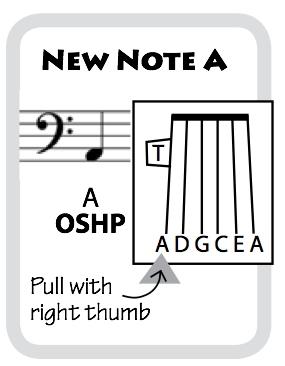 New Note A
T
A
OSHP
A D G C E A
Pull with
right thumb